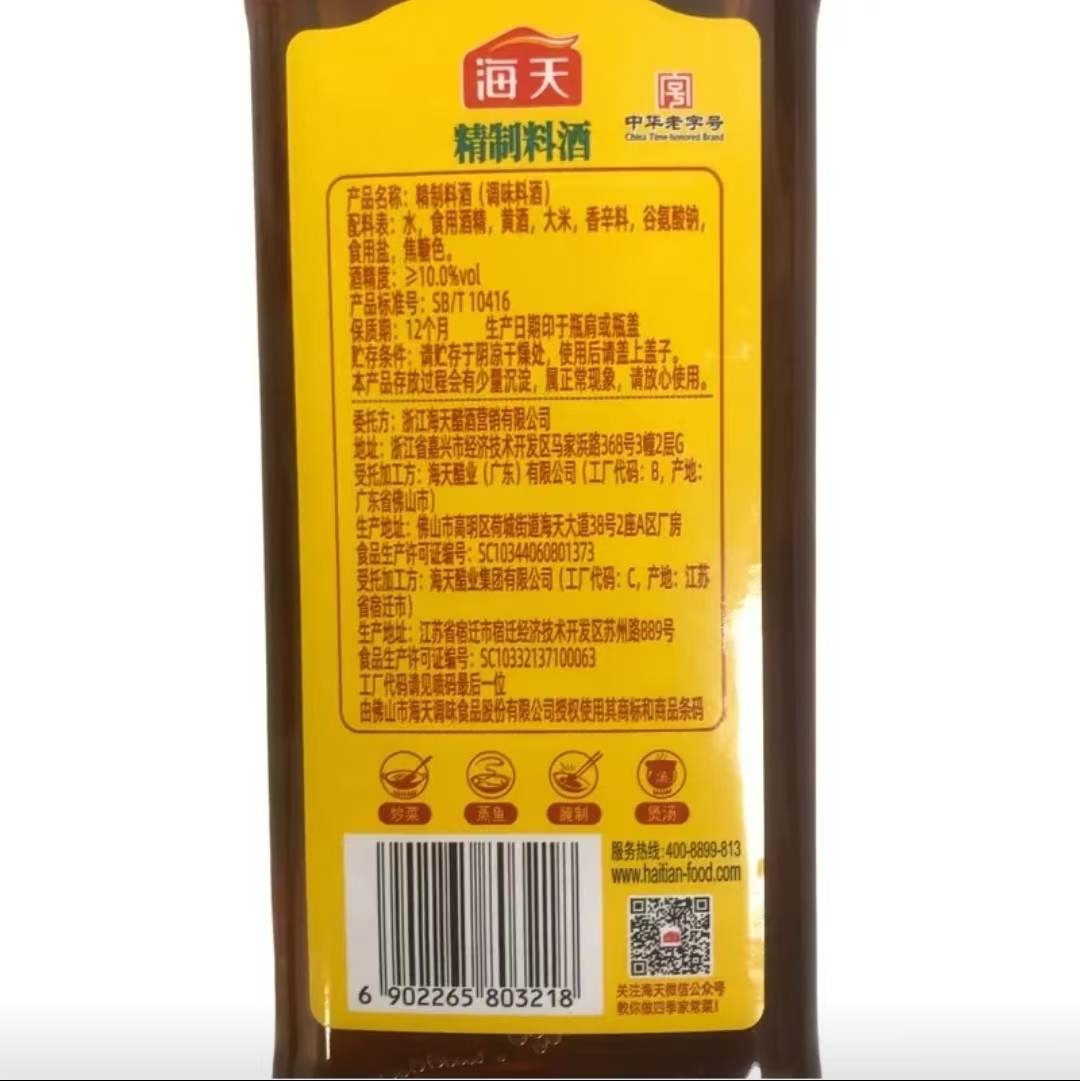 海天
中华老字号
China Time-honored Brand
精制料酒
产品名称：精制料酒（调味料酒）
配料表：水，食用酒精，黄酒，大米，香辛料，谷氨酸钠，
食用盐，焦糖色。
酒精度：≥10.0%vol
产品标准号：SB/T 10416
保质期：12个月 生产日期印于瓶肩或瓶盖
贮存条件：请贮存于阴凉干燥处，使用后请盖上盖子。
本产品存放过程会有少量沉淀，属正常现象，请放心使用。
委托方：浙江海天醋酒营销有限公司
地址：浙江省嘉兴市经济技术开发区马家浜路368号3幢2层G
受托加工方：海天醋业（广东）有限公司（工厂代码：B，产地：
广东省佛山市）
生产地址：佛山市高明区荷城街道海天大道38号2座A区厂房
食品生产许可证编号：SC10344060801373
受托加工方：海天醋业集团有限公司（工厂代码：C，产地：江苏
省宿迁市）
生产地址：江苏省宿迁市宿迁经济技术开发区苏州路889号
食品生产许可证编号：SC10332137100063
工厂代码请见喷码最后一位
由佛山市海天调味食品股份有限公司授权使用其商标和商品条码
炒菜 蒸鱼 腌制 煲汤
服务热线：400-8899-813
www.haitian-food.com
6 902265 803218
关注海天微信公众号
教你做四季家常菜！